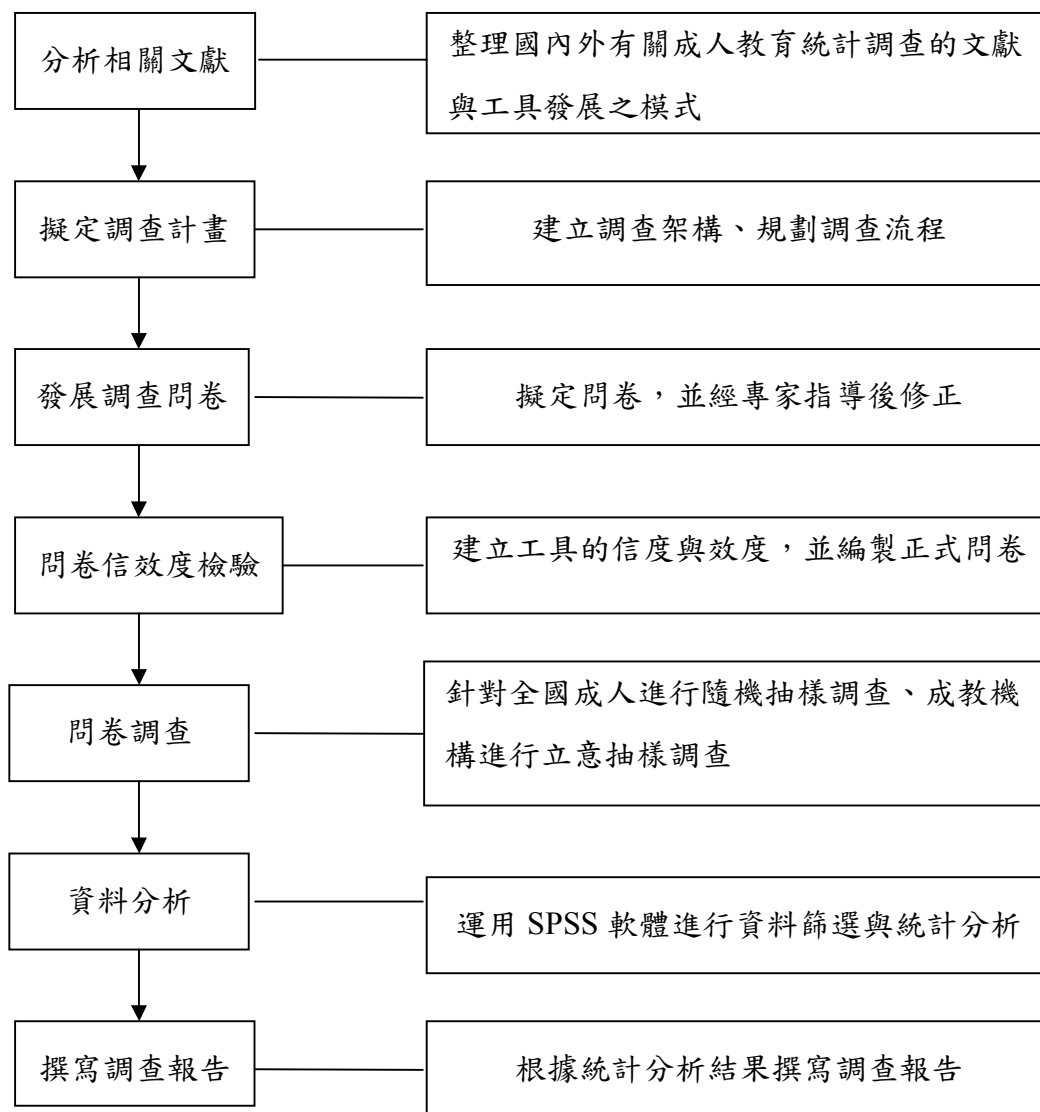 分析相關文獻
整理國內外有關成人教育統計調查的文獻
與工具發展之模式
擬定調查計畫
建立調查架構、規劃調查流程
發展調查問卷
擬定問卷，並經專家指導後修正
問卷信效度檢驗
建立工具的信度與效度，並編製正式問卷
問卷調查
針對全國成人進行隨機抽樣調查、成教機
構進行立意抽樣調查
資料分析
運用 SPSS 軟體進行資料篩選與統計分析
撰寫調查報告
根據統計分析結果撰寫調查報告